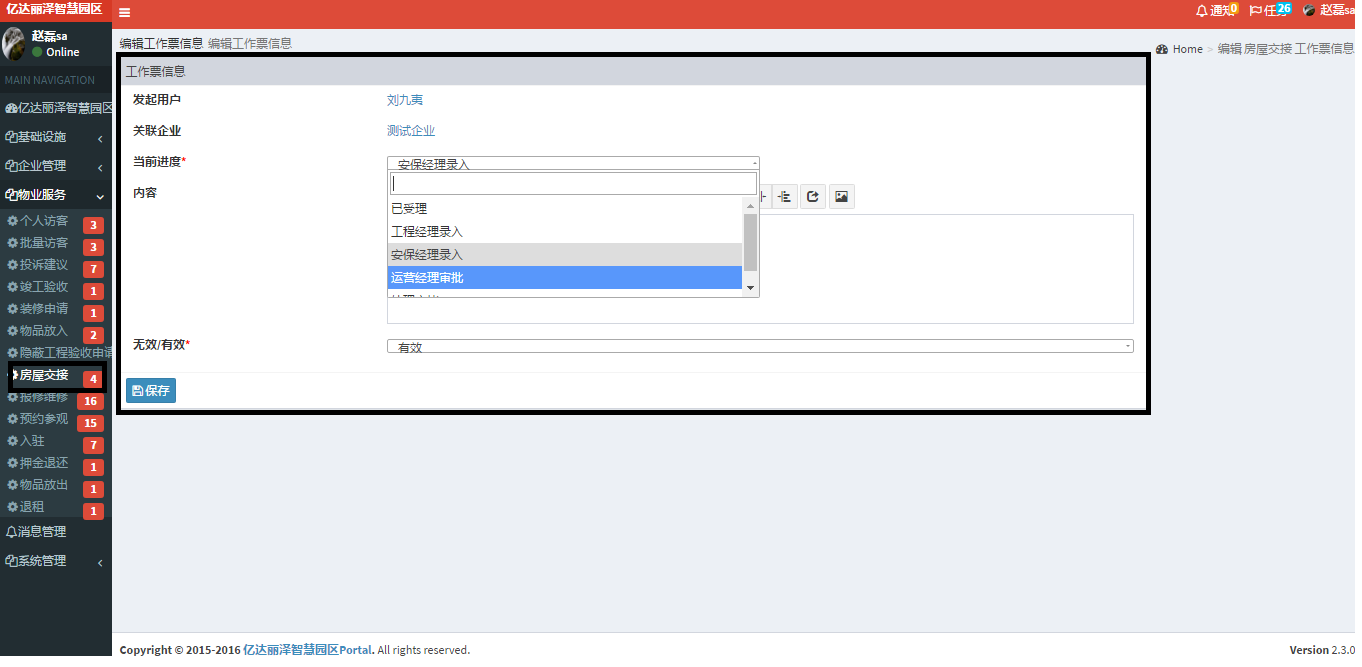 亿达丽泽智慧园区
通知 0 任务 26 赵磊sa
赵磊sa
Online
MAIN NAVIGATION
亿达丽泽智慧园区
基础设施
企业管理
物业服务
个人访客 3
批量访客 3
投诉建议 7
竣工验收 1
装修申请 1
物品放入 2
隐蔽工程验收申请
房屋交接 4
报修维修 16
预约参观 15
入驻 7
押金退还 1
物品放出 1
退租 1
消息管理
系统管理
编辑工作票信息 编辑工作票信息
Home > 编辑 房屋交接 工作票信息
工作票信息
发起用户 刘九夷
关联企业 测试企业
当前进度* 安保经理录入
内容
已受理
工程经理录入
安保经理录入
运营经理审批
无效/有效* 有效
保存
Copyright © 2015-2016 亿达丽泽智慧园区Portal. All rights reserved.
Version 2.3.0